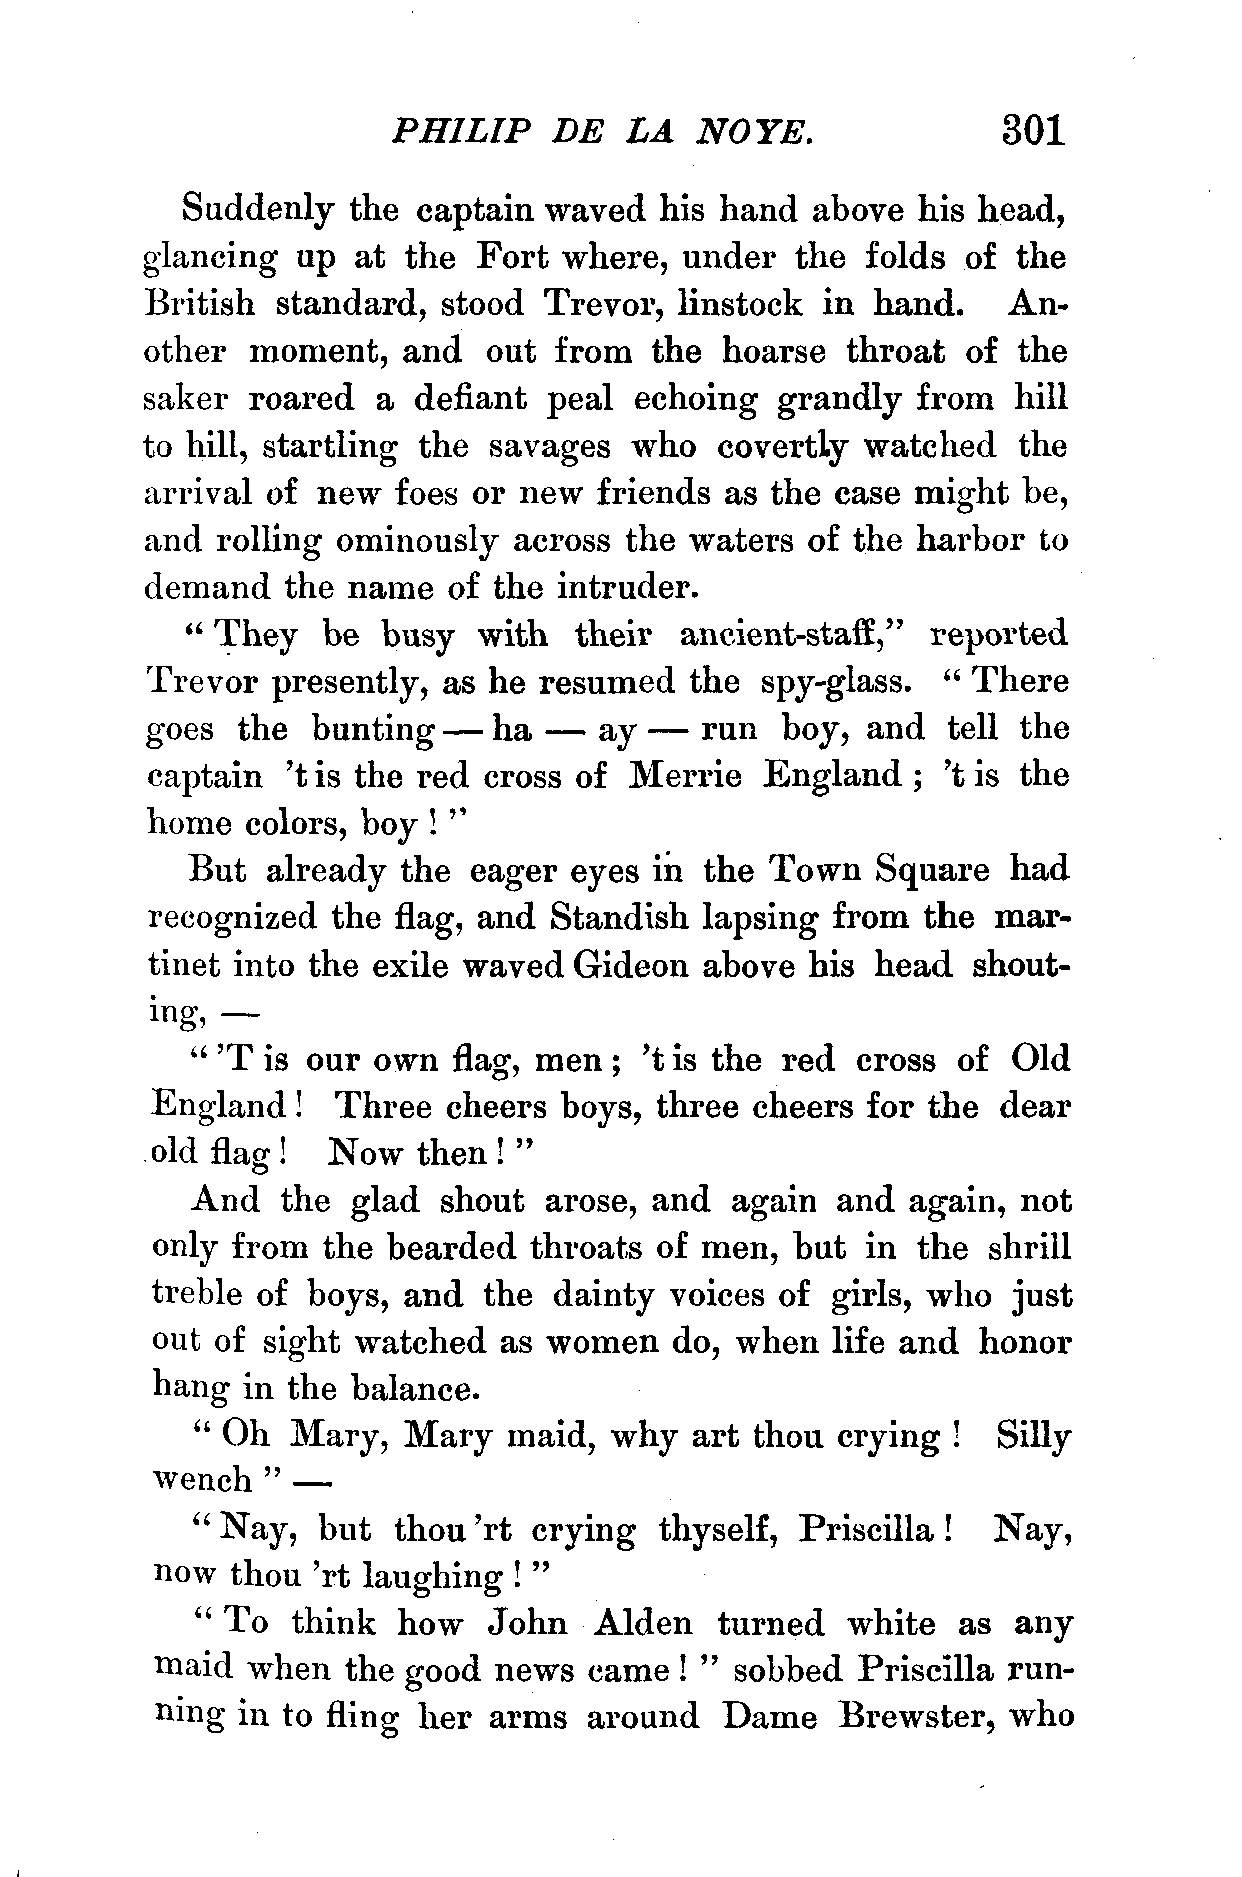 PHILIP DE LA NOYE. 301
Suddenly the captain waved his hand above his head,
glancing up at the Fort where, under the folds of the
British standard, stood Trevor, linstock in hand. An-
other moment, and out from the hoarse throat of the
saker roared a defiant peal echoing grandly from hill
to hill, startling the savages who covertly watched the
arrival of new foes or new friends as the case might be,
and rolling ominously across the waters of the harbor to
demand the name of the intruder.
“ They be busy with their ancient-staff,” reported
Trevor presently, as he resumed the spy-glass. “ There
goes the bunting — ha — ay — run boy, and tell the
captain ’t is the red cross of Merrie England ; ’t is the
home colors, boy ! ”
But already the eager eyes in the Town Square had
recognized the flag, and Standish lapsing from the mar-
tinet into the exile waved Gideon above his head shout-
ing, —
“ ’T is our own flag, men ; ’t is the red cross of Old
England ! Three cheers boys, three cheers for the dear
old flag ! Now then ! ”
And the glad shout arose, and again and again, not
only from the bearded throats of men, but in the shrill
treble of boys, and the dainty voices of girls, who just
out of sight watched as women do, when life and honor
hang in the balance.
“ Oh Mary, Mary maid, why art thou crying ! Silly
wench ” —
“ Nay, but thou ’rt crying thyself, Priscilla ! Nay,
now thou ’rt laughing ! ”
“ To think how John Alden turned white as any
maid when the good news came ! ” sobbed Priscilla run-
ning in to fling her arms around Dame Brewster, who